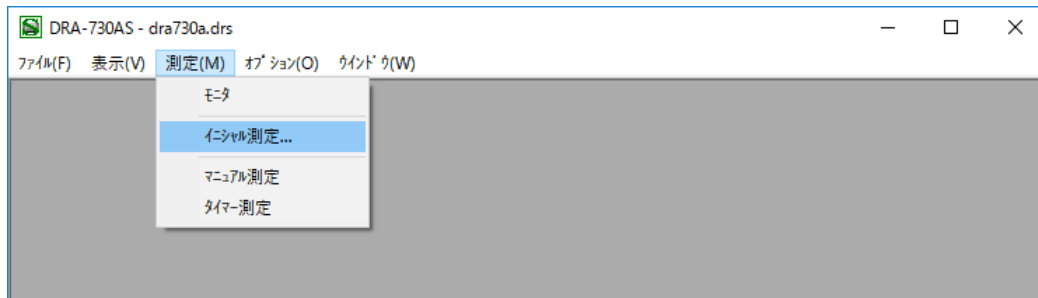 DRA-730AS - dra730a.drs
ﾌｧｲﾙ(F) 表示(V) 測定(M) ｵﾌﾟｼｮﾝ(O) ｳｲﾝﾄﾞｳ(W)
ﾓﾆﾀ
ｲﾆｼｬﾙ測定...
ﾏﾆｭｱﾙ測定
ﾀｲﾏｰ測定